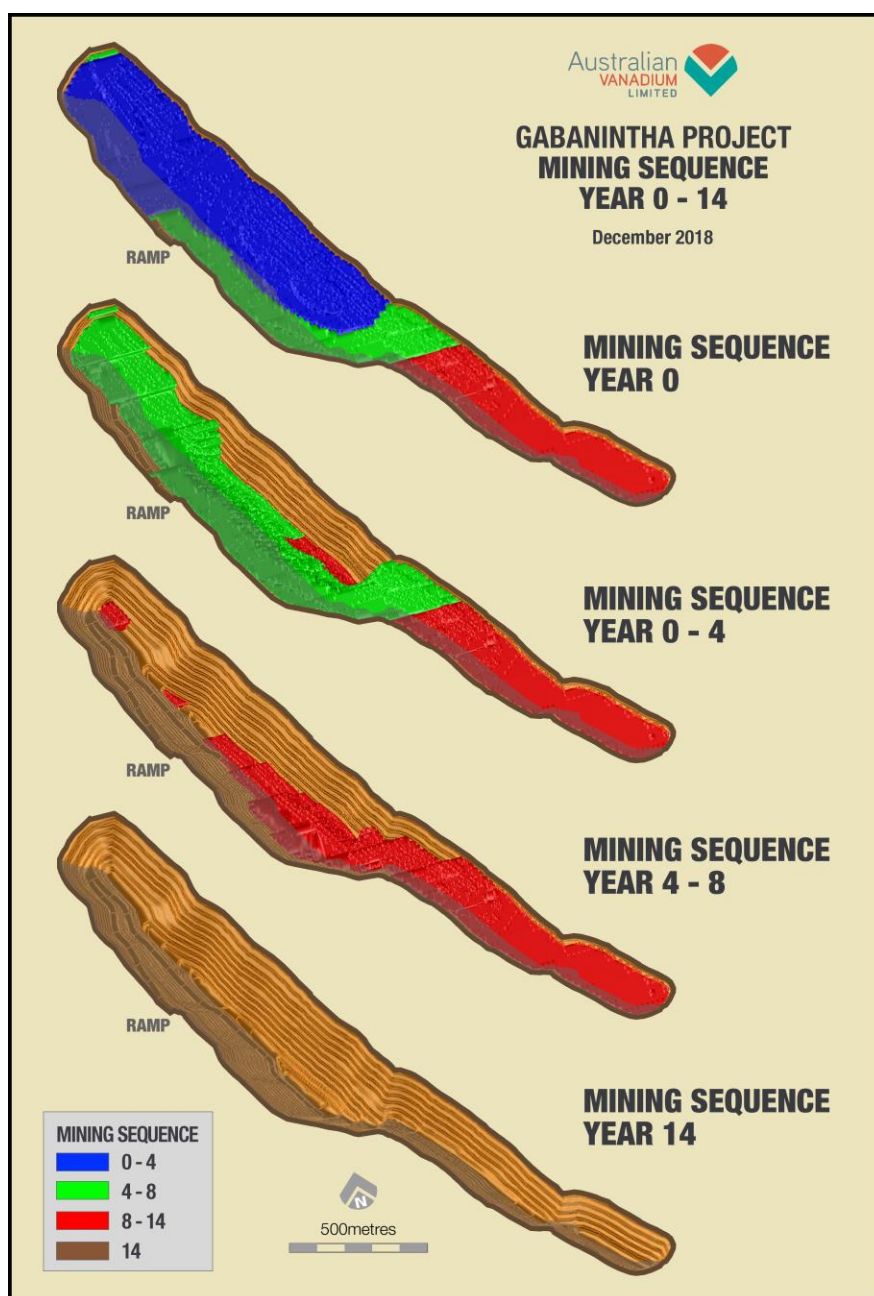 Australian
VANADIUM
LIMITED
GABANINTHA PROJECT
MINING SEQUENCE
YEAR 0 - 14
December 2018
RAMP
MINING SEQUENCE
YEAR 0
RAMP
MINING SEQUENCE
YEAR 0 - 4
RAMP
MINING SEQUENCE
YEAR 4 - 8
RAMP
MINING SEQUENCE
YEAR 14
MINING SEQUENCE
0 - 4
4 - 8
8 - 14
14
N
500metres